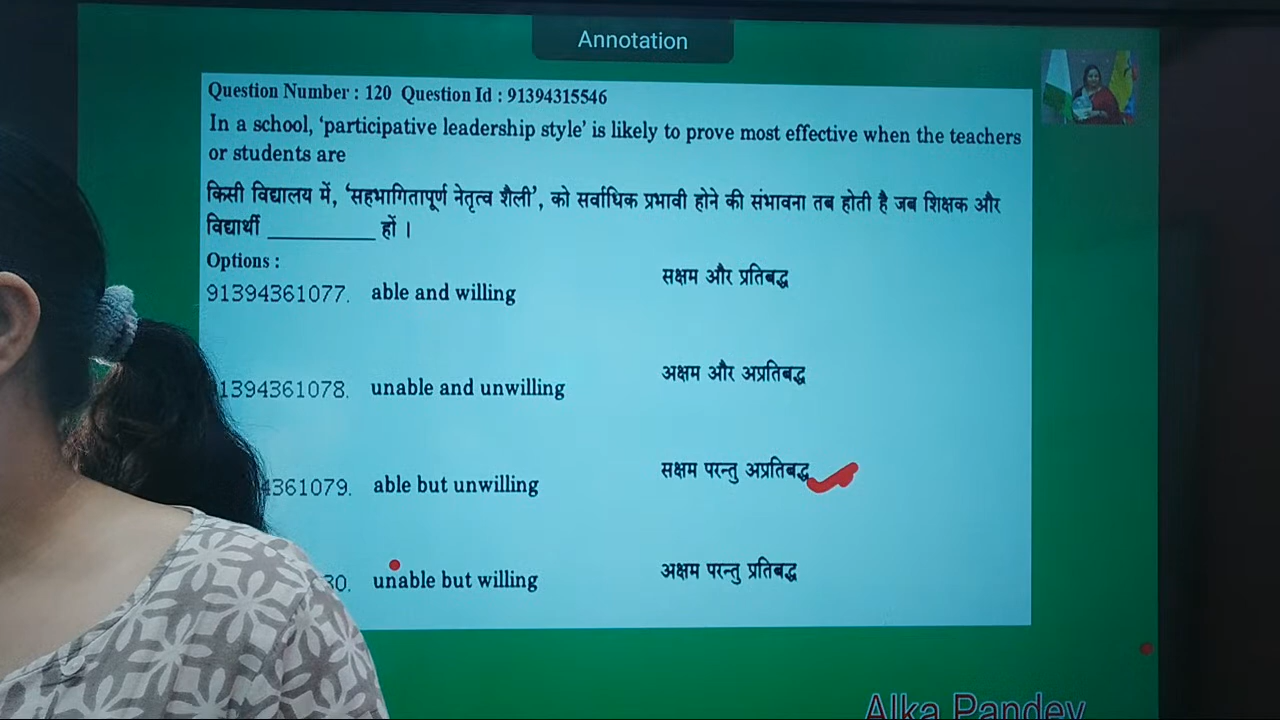 Annotation
Question Number : 120 Question Id : 91394315546
In a school, ‘participative leadership style’ is likely to prove most effective when the teachers
or students are
किसी विद्यालय में, ‘सहभागितापूर्ण नेतृत्व शैली’, को सर्वाधिक प्रभावी होने की संभावना तब होती है जब शिक्षक और
विद्यार्थी __________ हों ।
Options :
91394361077. able and willing सक्षम और प्रतिबद्ध
1394361078. unable and unwilling अक्षम और अप्रतिबद्ध
4361079. able but unwilling सक्षम परन्तु अप्रतिबद्ध
30. unable but willing अक्षम परन्तु प्रतिबद्ध
Alka Pandey